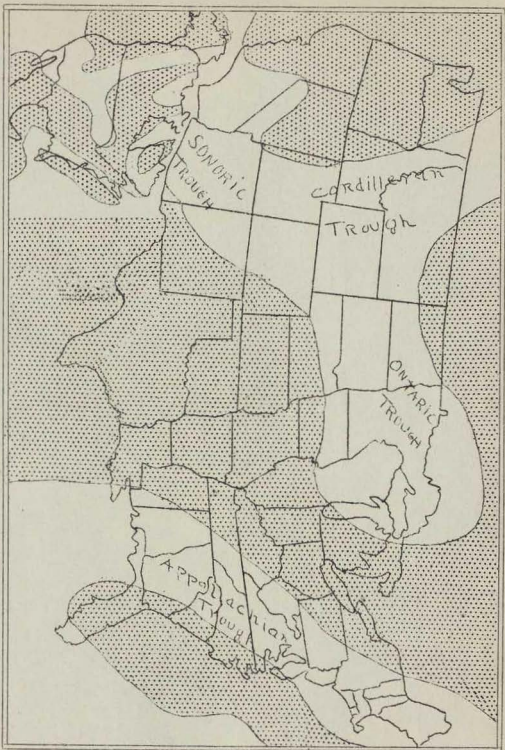 SONORIC
TROUGH
Cordilleran
TROUgh
ONTARIC
TROUGH
Appalachian
TROUGH